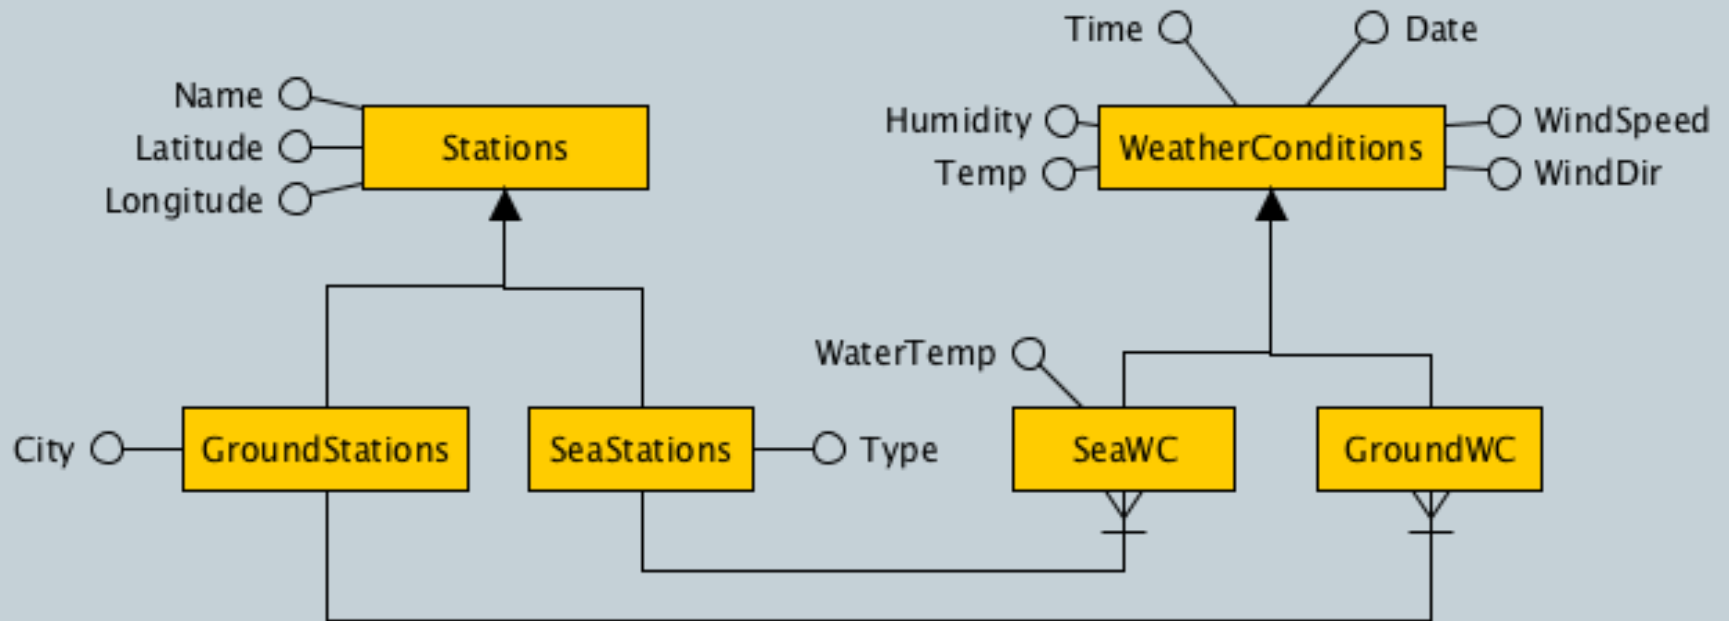 Time
Date
Name
Latitude
Longitude
Stations
Humidity
Temp
WeatherConditions
WindSpeed
WindDir
WaterTemp
City
GroundStations
SeaStations
Type
SeaWC
GroundWC